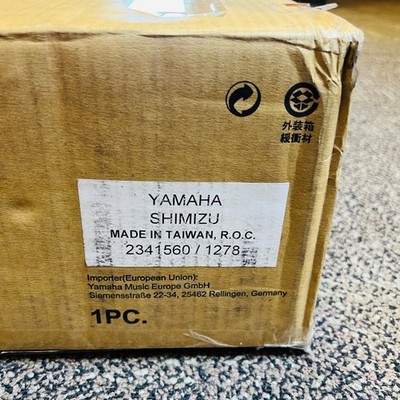 外装箱
緩衝材
YAMAHA
SHIMIZU
MADE IN TAIWAN, R.O.C.
2341560 / 1278
Importer(European Union):
Yamaha Music Europe GmbH
Siemensstraße 22-34, 25462 Rellingen, Germany
1PC.